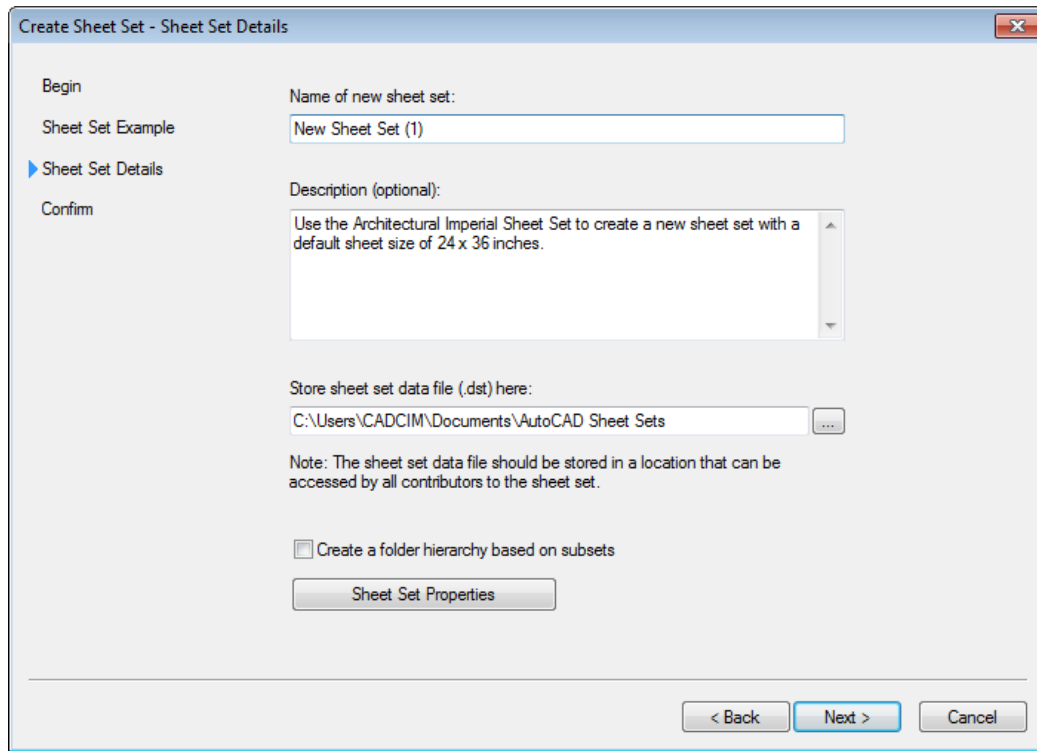 Create Sheet Set - Sheet Set Details
Begin
Sheet Set Example
Sheet Set Details
Confirm
Name of new sheet set:
New Sheet Set (1)
Description (optional):
Use the Architectural Imperial Sheet Set to create a new sheet set with a
default sheet size of 24 x 36 inches.
Store sheet set data file (.dst) here:
C:\Users\CADCIM\Documents\AutoCAD Sheet Sets
...
Note: The sheet set data file should be stored in a location that can be
accessed by all contributors to the sheet set.
Create a folder hierarchy based on subsets
Sheet Set Properties
< Back
Next >
Cancel